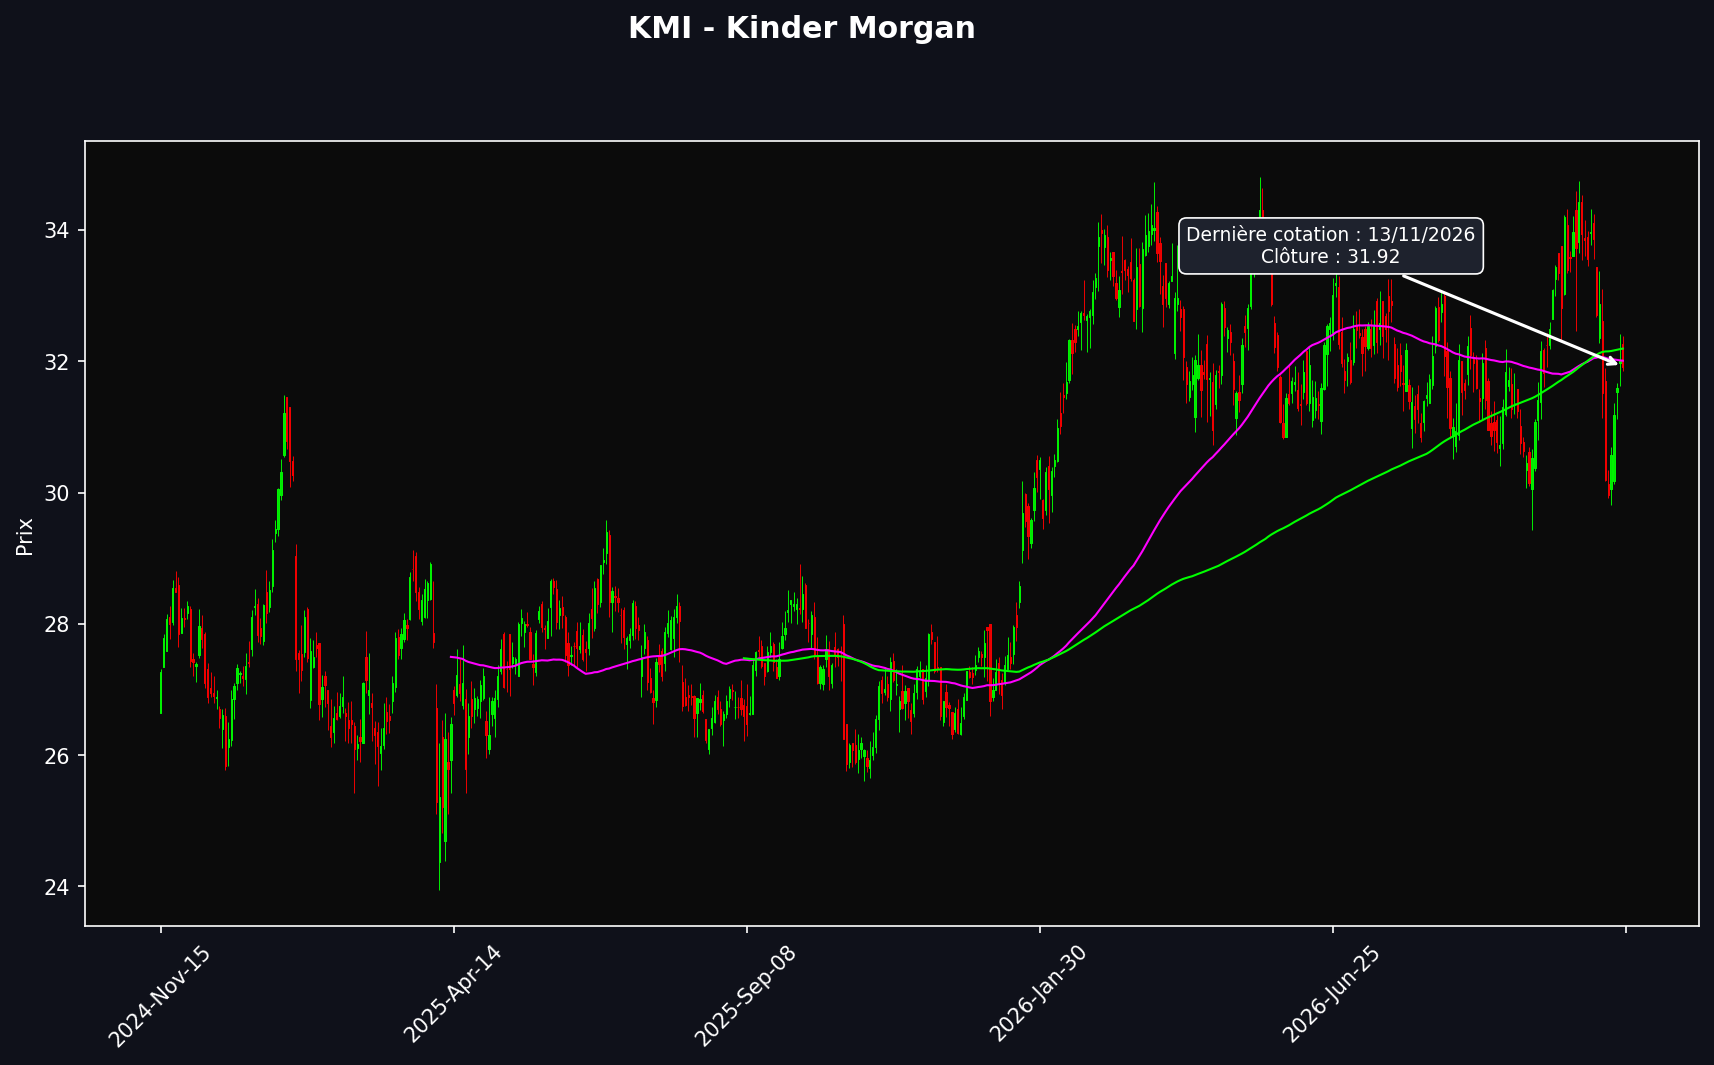 KMI - Kinder Morgan
Dernière cotation : 13/11/2026
Clôture : 31.92
Prix
34
32
30
28
26
24
2024-Nov-15
2025-Apr-14
2025-Sep-08
2026-Jan-30
2026-Jun-25